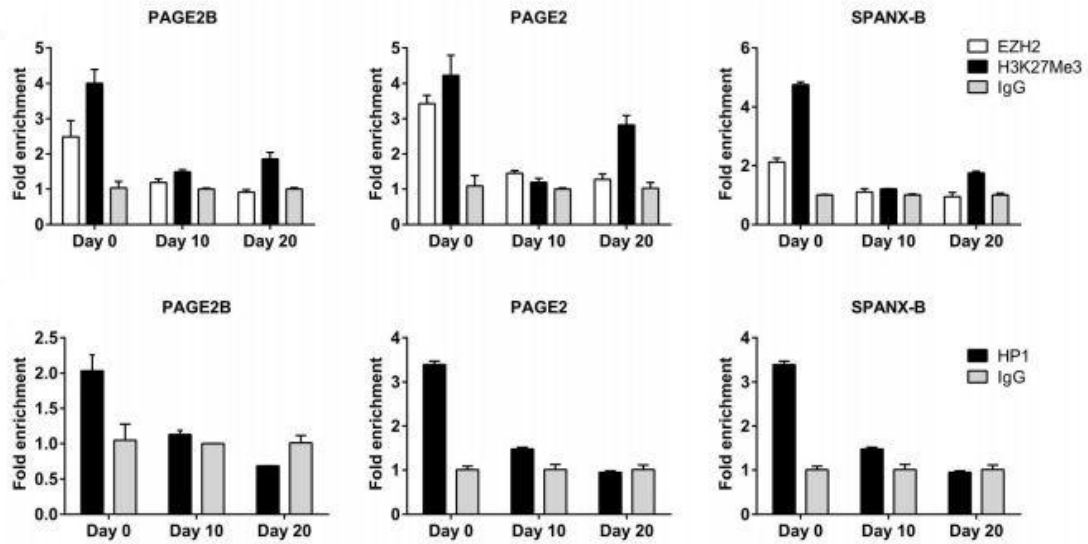 PAGE2B
PAGE2
SPANX-B
Fold enrichment
5
4
3
2
1
0
Day 0
Day 10
Day 20
Fold enrichment
5
4
3
2
1
0
Day 0
Day 10
Day 20
Fold enrichment
6
4
2
0
Day 0
Day 10
Day 20
EZH2
H3K27Me3
IgG
PAGE2B
PAGE2
SPANX-B
Fold enrichment
2.5
2.0
1.5
1.0
0.5
0.0
Day 0
Day 10
Day 20
Fold enrichment
4
3
2
1
0
Day 0
Day 10
Day 20
Fold enrichment
4
3
2
1
0
Day 0
Day 10
Day 20
HP1
IgG